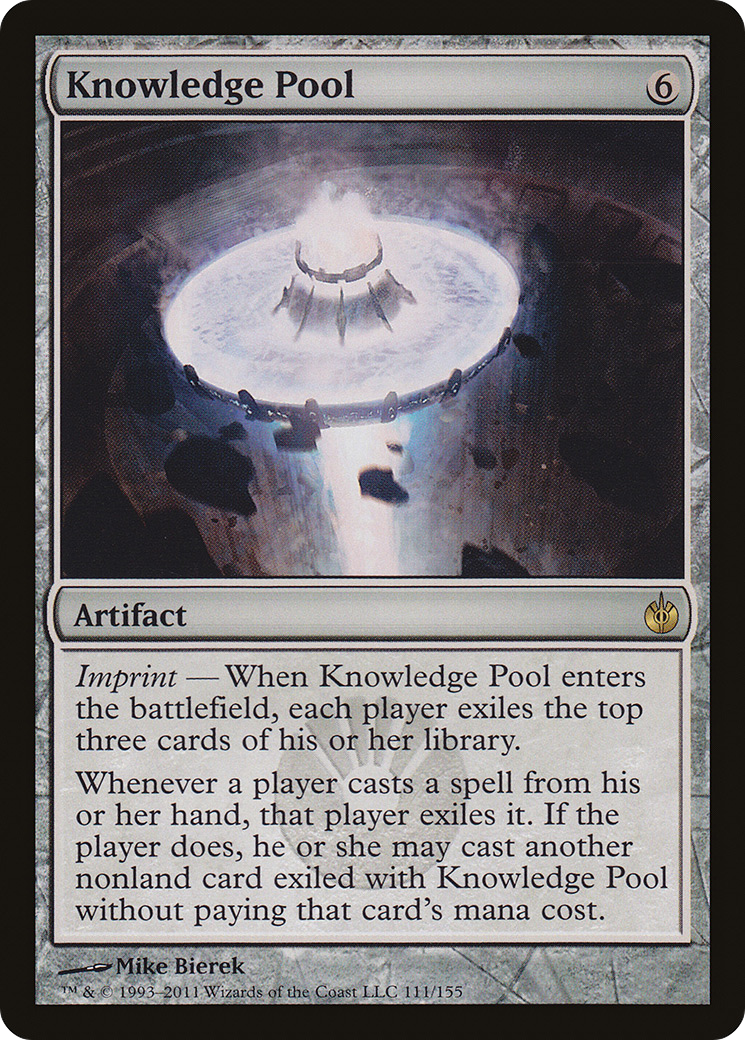 Knowledge Pool 6
Artifact
Imprint — When Knowledge Pool enters
the battlefield, each player exiles the top
three cards of his or her library.
Whenever a player casts a spell from his
or her hand, that player exiles it. If the
player does, he or she may cast another
nonland card exiled with Knowledge Pool
without paying that card's mana cost.
Mike Bierek
™ & © 1993–2011 Wizards of the Coast LLC 111/155